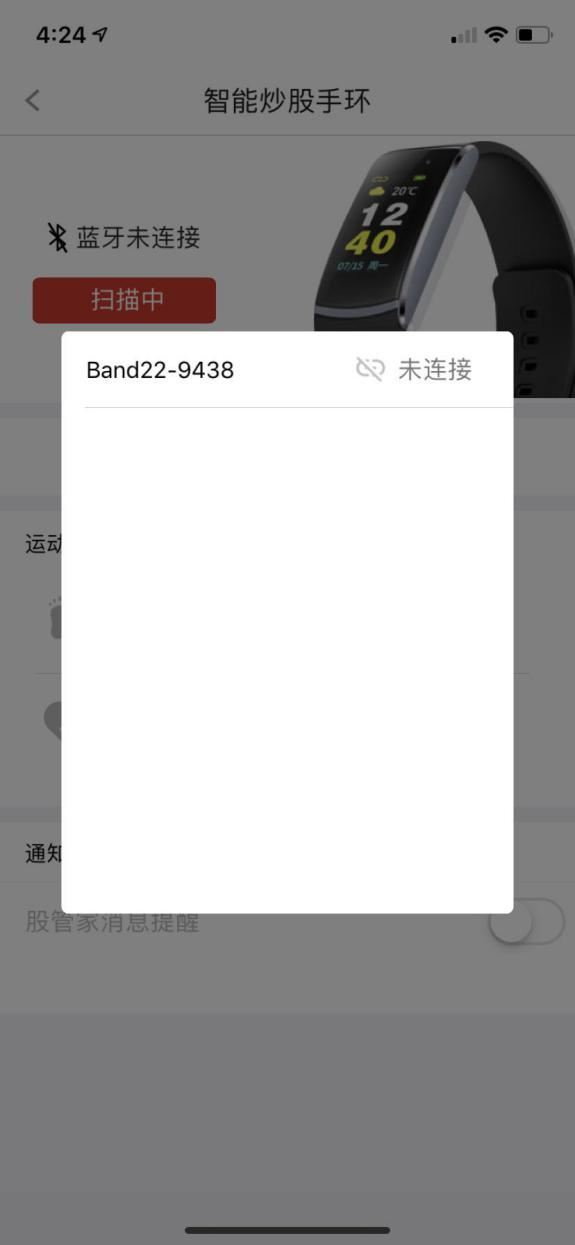 4:24
智能炒股手环
20℃
12
40
07/15 周一
蓝牙未连接
扫描中
Band22-9438
未连接
运动
通知
股管家消息提醒